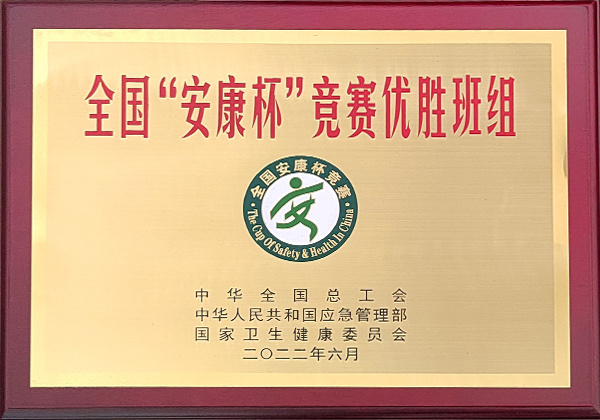 全国“安康杯”竞赛优胜班组
·全国安康杯竞赛·
The Cup Of Safety & Health In China
中华全国总工会
中华人民共和国应急管理部
国家卫生健康委员会
二〇二二年六月